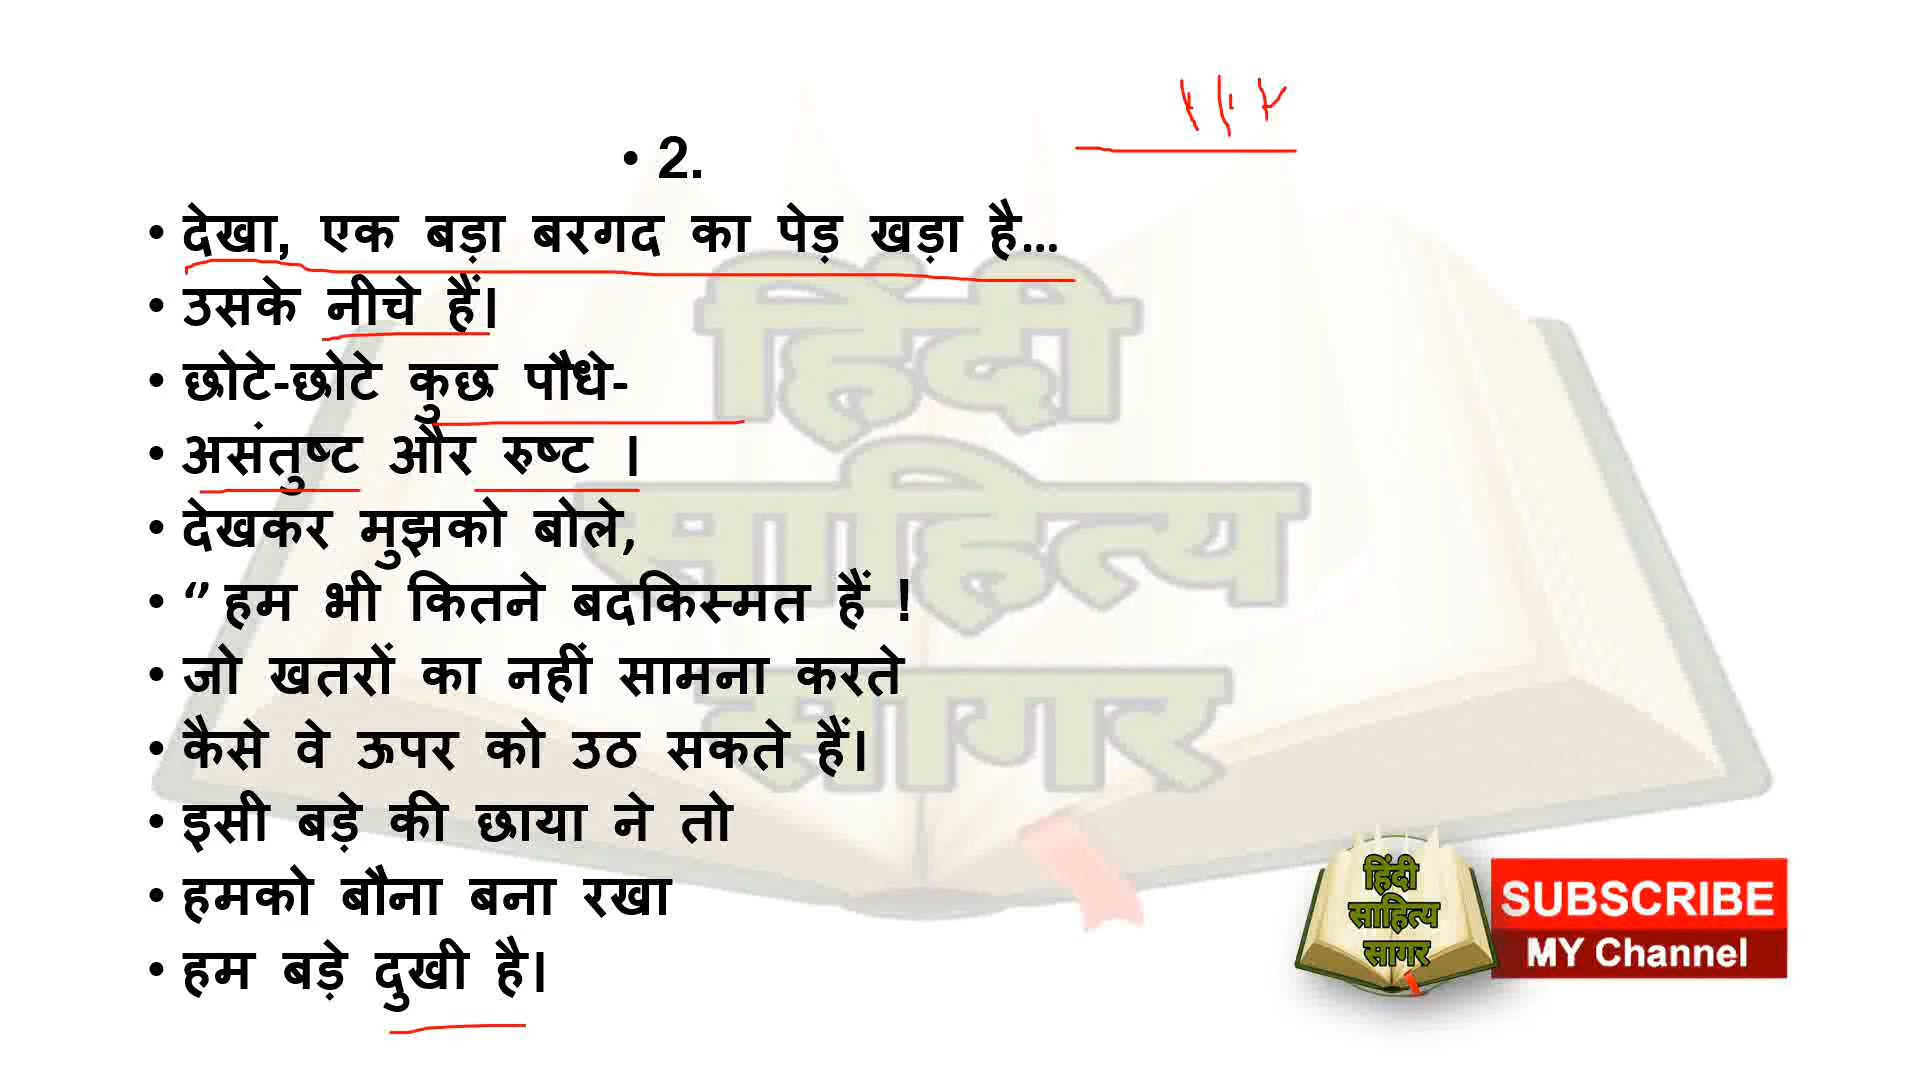 • 2.
• देखा, एक बड़ा बरगद का पेड़ खड़ा है...
• उसके नीचे हैं।
• छोटे-छोटे कुछ पौधे-
• असंतुष्ट और रुष्ट ।
• देखकर मुझको बोले,
• “ हम भी कितने बदकिस्मत हैं !
• जो खतरों का नहीं सामना करते
• कैसे वे ऊपर को उठ सकते हैं।
• इसी बड़े की छाया ने तो
• हमको बौना बना रखा
• हम बड़े दुखी है।
हिंदी
साहित्य
सागर
हिंदी
साहित्य
सागर
SUBSCRIBE
MY Channel